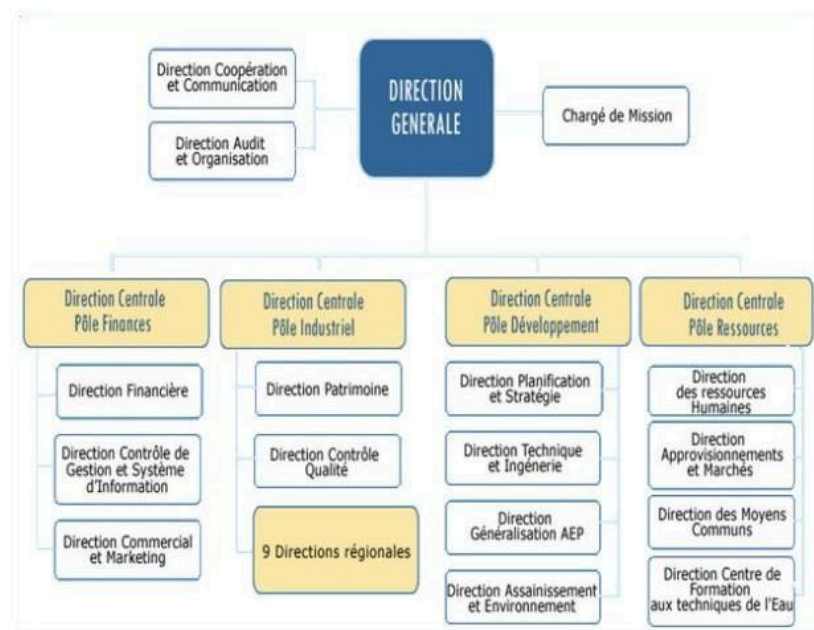 Direction Coopération
et Communication
DIRECTION
GENERALE
Chargé de Mission
Direction Audit
et Organisation
Direction Centrale
Pôle Finances
Direction Centrale
Pôle Industriel
Direction Centrale
Pôle Développement
Direction Centrale
Pôle Ressources
Direction Financière
Direction Contrôle de
Gestion et Système
d'Information
Direction Commercial
et Marketing
Direction Patrimoine
Direction Contrôle
Qualité
9 Directions régionales
Direction Planification
et Stratégie
Direction Technique
et Ingénerie
Direction
Généralisation AEP
Direction Assainissement
et Environnement
Direction
des ressources
Humaines
Direction
Approvisionnements
et Marchés
Direction des Moyens
Communs
Direction Centre de
Formation
aux techniques de l'Eau